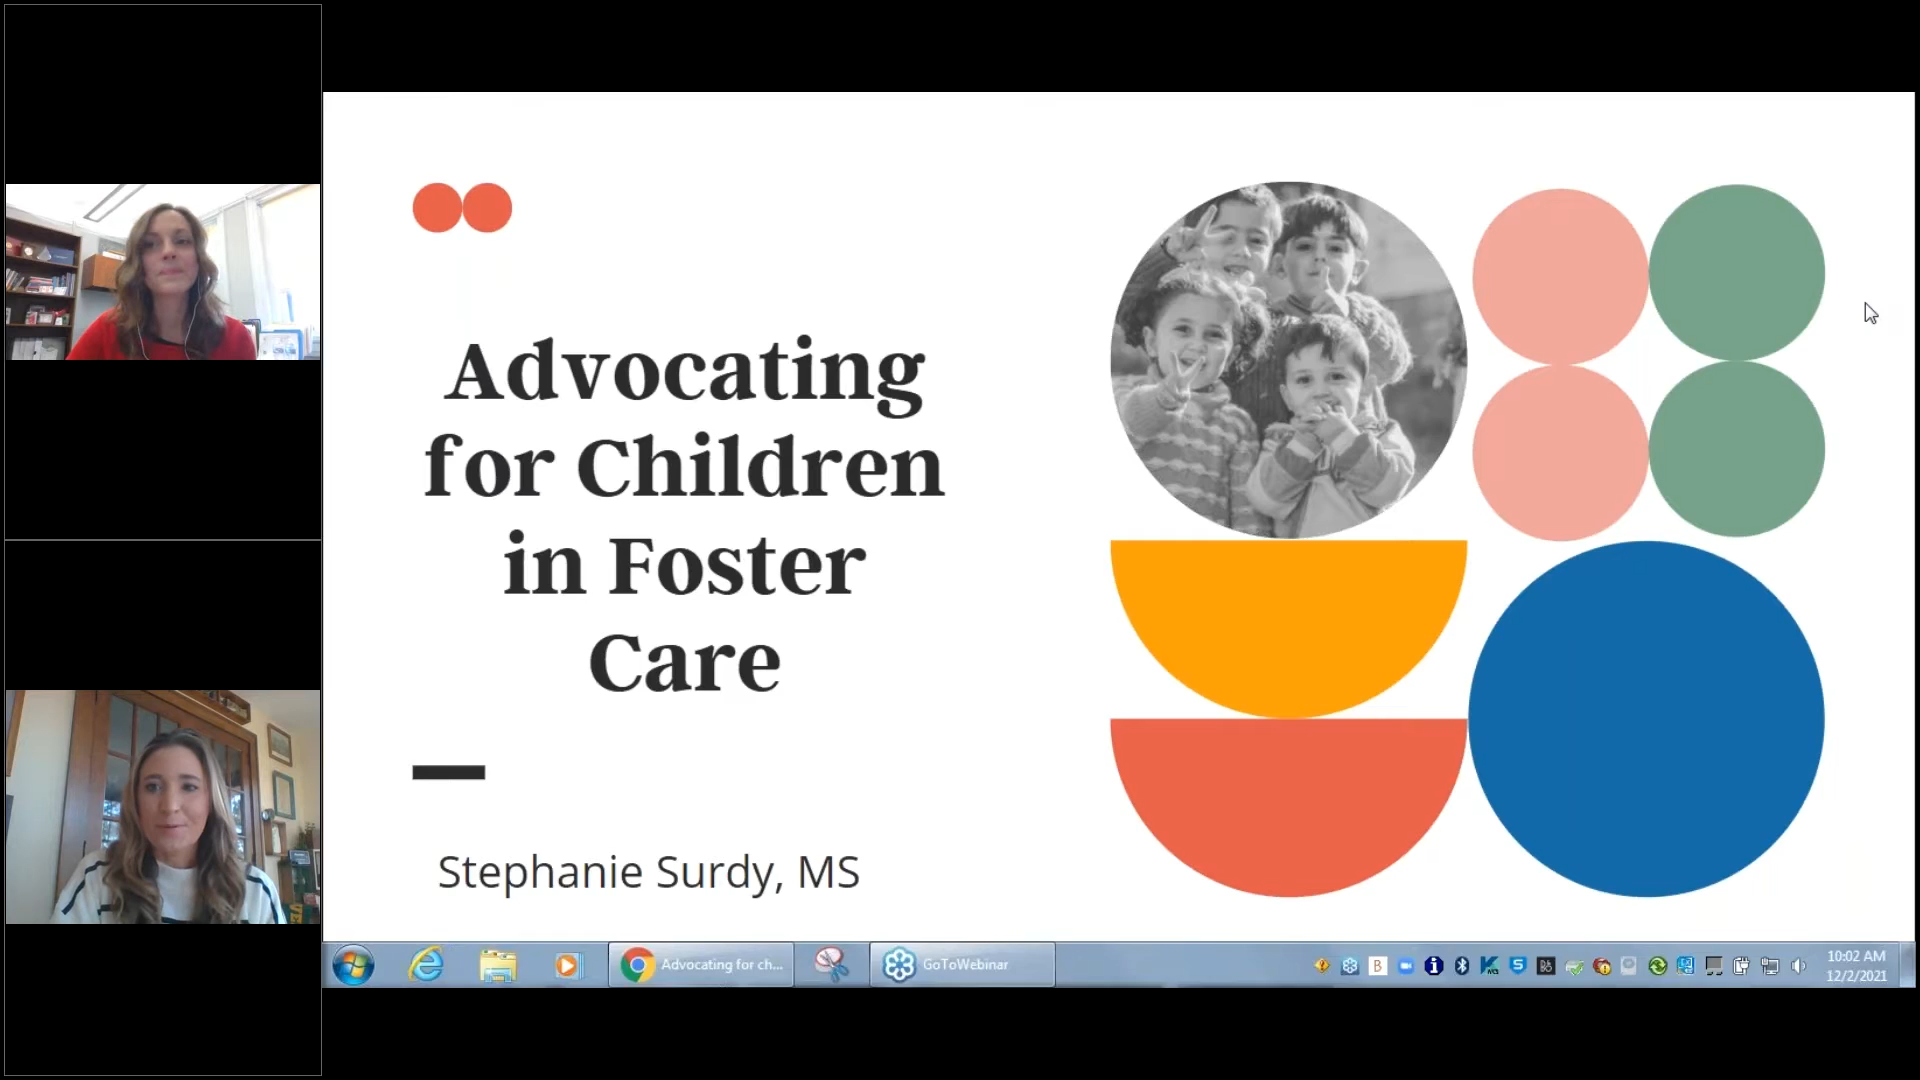 Advocating
for Children
in Foster
Care
Stephanie Surdy, MS
Advocating for ch...
GoToWebinar
10:02 AM
12/2/2021